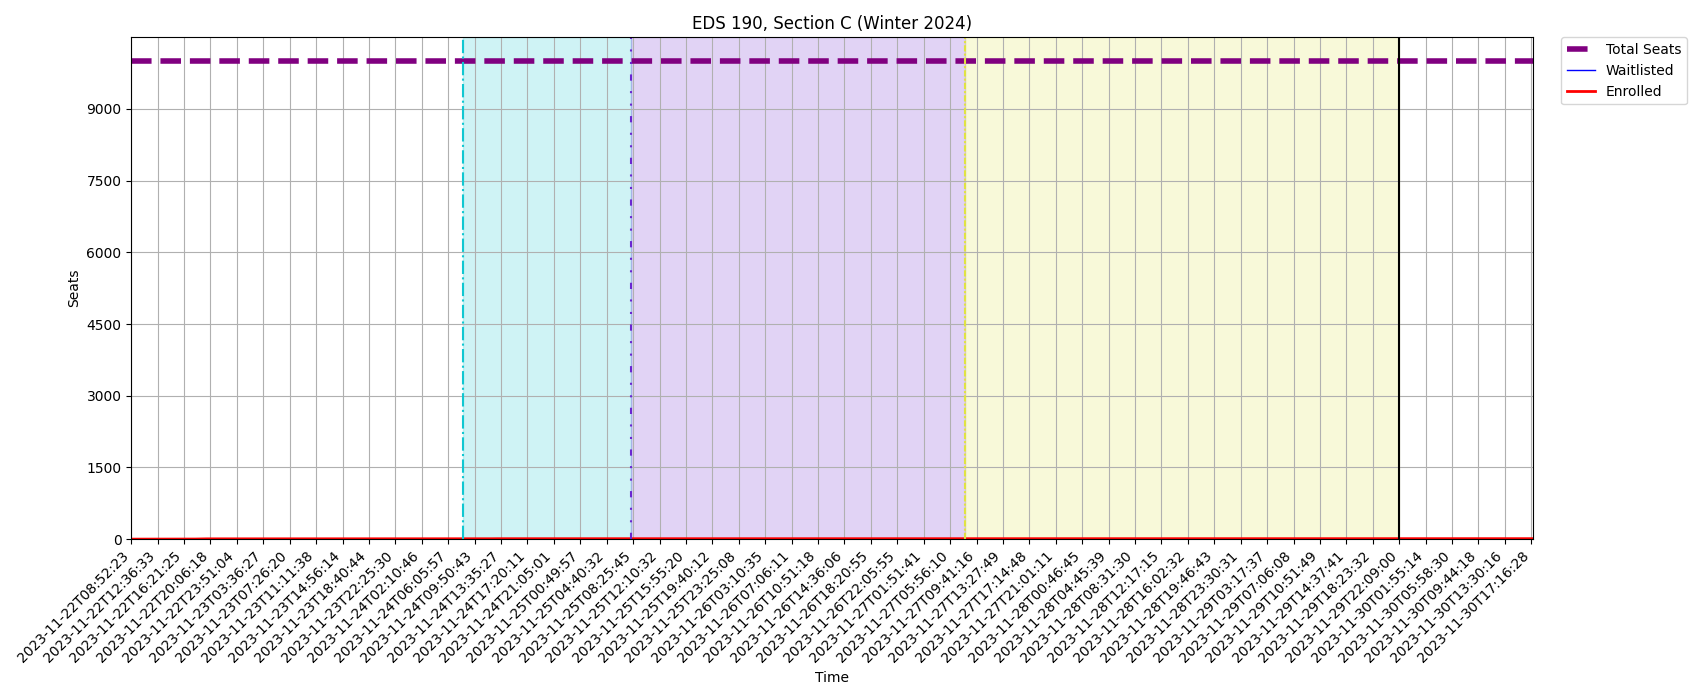 EDS 190, Section C (Winter 2024)
Total Seats
Waitlisted
Enrolled
9000
7500
6000
4500
3000
1500
0
Seats
2023-11-22T08:52:23
2023-11-22T12:36:33
2023-11-22T16:21:25
2023-11-22T20:06:18
2023-11-22T23:51:04
2023-11-23T03:36:27
2023-11-23T07:26:20
2023-11-23T11:11:38
2023-11-23T14:56:14
2023-11-23T18:40:44
2023-11-23T22:25:30
2023-11-24T02:10:46
2023-11-24T06:05:57
2023-11-24T09:50:43
2023-11-24T13:35:27
2023-11-24T17:20:11
2023-11-24T21:05:01
2023-11-25T00:49:57
2023-11-25T04:40:32
2023-11-25T08:25:45
2023-11-25T12:10:32
2023-11-25T15:55:20
2023-11-25T19:40:12
2023-11-25T23:25:08
2023-11-26T03:10:35
2023-11-26T07:06:11
2023-11-26T10:51:18
2023-11-26T14:36:06
2023-11-26T18:20:55
2023-11-26T22:05:55
2023-11-27T01:51:41
2023-11-27T05:56:10
2023-11-27T09:41:16
2023-11-27T13:27:49
2023-11-27T17:14:48
2023-11-27T21:01:11
2023-11-28T00:46:45
2023-11-28T04:45:39
2023-11-28T08:31:30
2023-11-28T12:17:15
2023-11-28T16:02:32
2023-11-28T19:46:43
2023-11-28T23:30:31
2023-11-29T03:17:37
2023-11-29T07:06:08
2023-11-29T10:51:49
2023-11-29T14:37:41
2023-11-29T18:23:32
2023-11-29T22:09:00
2023-11-30T01:55:14
2023-11-30T05:58:30
2023-11-30T09:44:18
2023-11-30T13:30:16
2023-11-30T17:16:28
Time